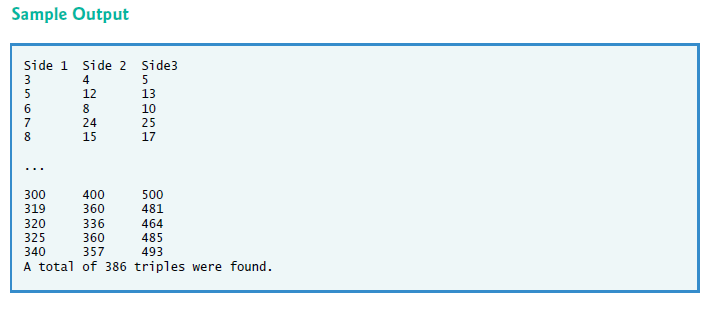 Sample Output
Side 1 Side 2 Side3
3 4 5
5 12 13
6 8 10
7 24 25
8 15 17
...
300 400 500
319 360 481
320 336 464
325 360 485
340 357 493
A total of 386 triples were found.